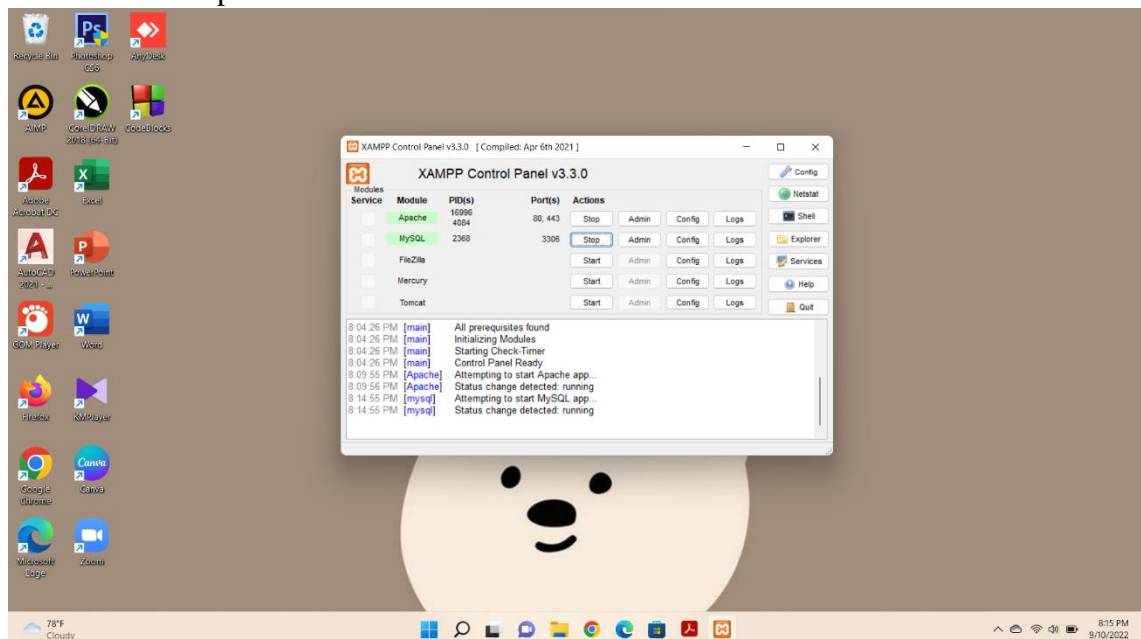 Recycle Bin
Photoshop CS6
AnyDesk
AIMP
CorelDRAW 2018 (64-Bit)
CodeBlocks
Adobe Acrobat DC
Excel
AutoCAD 2021 - ...
PowerPoint
GOM Player
Word
Firefox
KMPlayer
Google Chrome
Canva
Canva
Microsoft Edge
Zoom
XAMPP Control Panel v3.3.0 [ Compiled: Apr 6th 2021 ]
XAMPP Control Panel v3.3.0
Config
Modules
Service Module PID(s) Port(s) Actions
Netstat
Apache 16996 4084 80, 443 Stop Admin Config Logs
Shell
MySQL 2368 3306 Stop Admin Config Logs
Explorer
FileZilla Start Admin Config Logs
Services
Mercury Start Admin Config Logs
Help
Tomcat Start Admin Config Logs
Quit
8:04:26 PM [main] All prerequisites found
8:04:26 PM [main] Initializing Modules
8:04:26 PM [main] Starting Check-Timer
8:04:26 PM [main] Control Panel Ready
8:09:55 PM [Apache] Attempting to start Apache app...
8:09:56 PM [Apache] Status change detected: running
8:14:55 PM [mysql] Attempting to start MySQL app...
8:14:55 PM [mysql] Status change detected: running
78°F
Cloudy
8:15 PM
9/10/2022